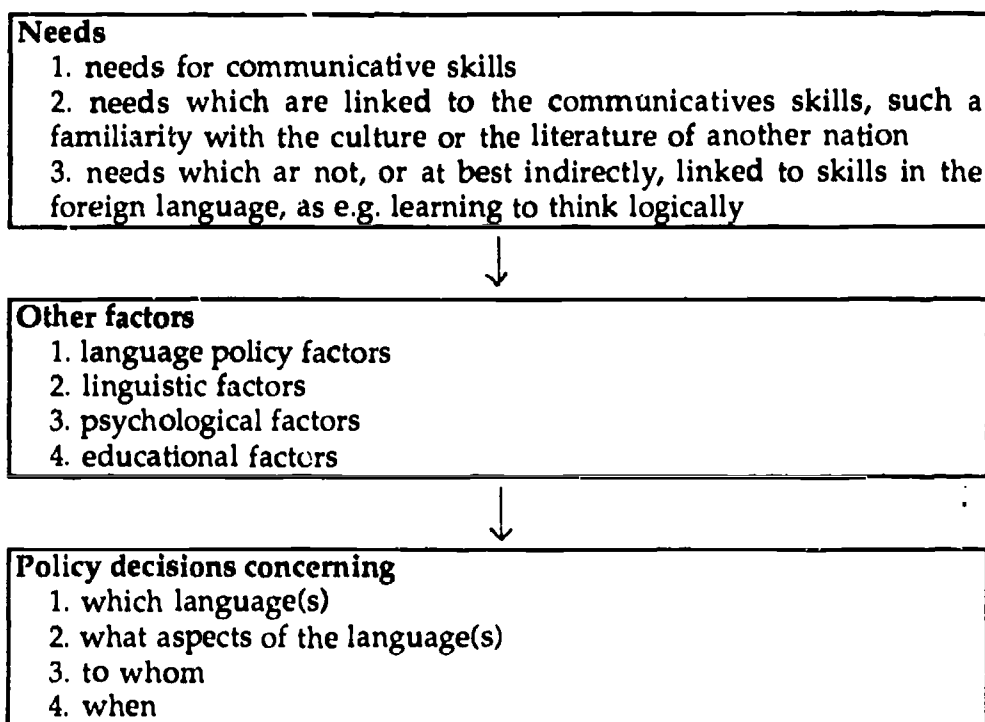 Needs
1. needs for communicative skills
2. needs which are linked to the communicatives skills, such a
familiarity with the culture or the literature of another nation
3. needs which ar not, or at best indirectly, linked to skills in the
foreign language, as e.g. learning to think logically
Other factors
1. language policy factors
2. linguistic factors
3. psychological factors
4. educational factors
Policy decisions concerning
1. which language(s)
2. what aspects of the language(s)
3. to whom
4. when